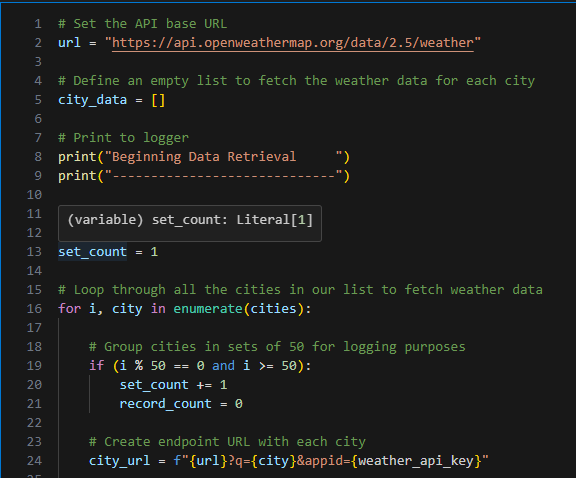 1 # Set the API base URL
2 url = "https://api.openweathermap.org/data/2.5/weather"
3
4 # Define an empty list to fetch the weather data for each city
5 city_data = []
6
7 # Print to logger
8 print("Beginning Data Retrieval     ")
9 print("-----------------------------")
10
11
(variable) set_count: Literal[1]
12
13 set_count = 1
14
15 # Loop through all the cities in our list to fetch weather data
16 for i, city in enumerate(cities):
17
18     # Group cities in sets of 50 for logging purposes
19     if (i % 50 == 0 and i >= 50):
20         set_count += 1
21         record_count = 0
22
23     # Create endpoint URL with each city
24     city_url = f"{url}?q={city}&appid={weather_api_key}"